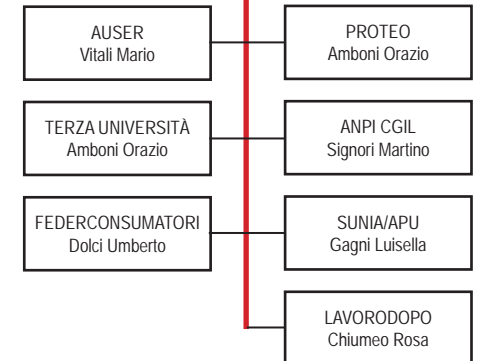 AUSER
Vitali Mario
PROTEO
Amboni Orazio
TERZA UNIVERSITÀ
Amboni Orazio
ANPI CGIL
Signori Martino
FEDERCONSUMATORI
Dolci Umberto
SUNIA/APU
Gagni Luisella
LAVORODOPO
Chiumeo Rosa